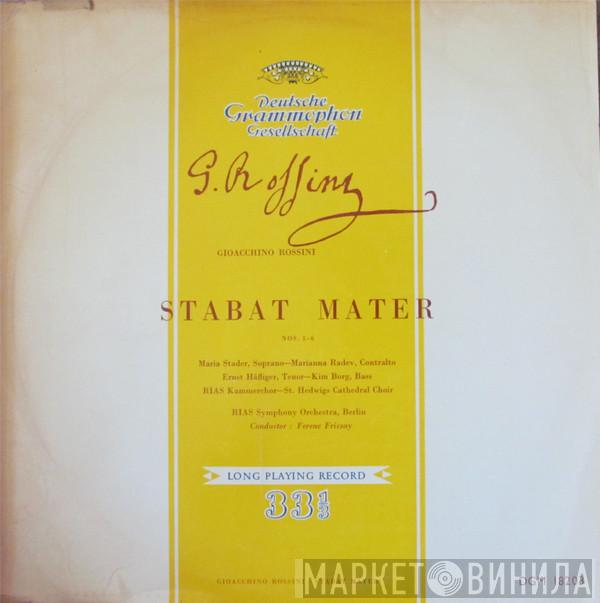 Deutsche
Grammophon
Gesellschaft
G. Rossini
GIOACCHINO ROSSINI
STABAT MATER
NOS. 1-6
Maria Stader, Soprano—Marianna Radev, Contralto
Ernst Häfliger, Tenor—Kim Borg, Bass
RIAS Kammerchor—St. Hedwigs Cathedral Choir
RIAS Symphony Orchestra, Berlin
Conductor : Ferenc Fricsay
LONG PLAYING RECORD
33⅓
GIOACCHINO ROSSINI STABAT MATER
DGM 18203
МАРКЕТ ВИНИЛА